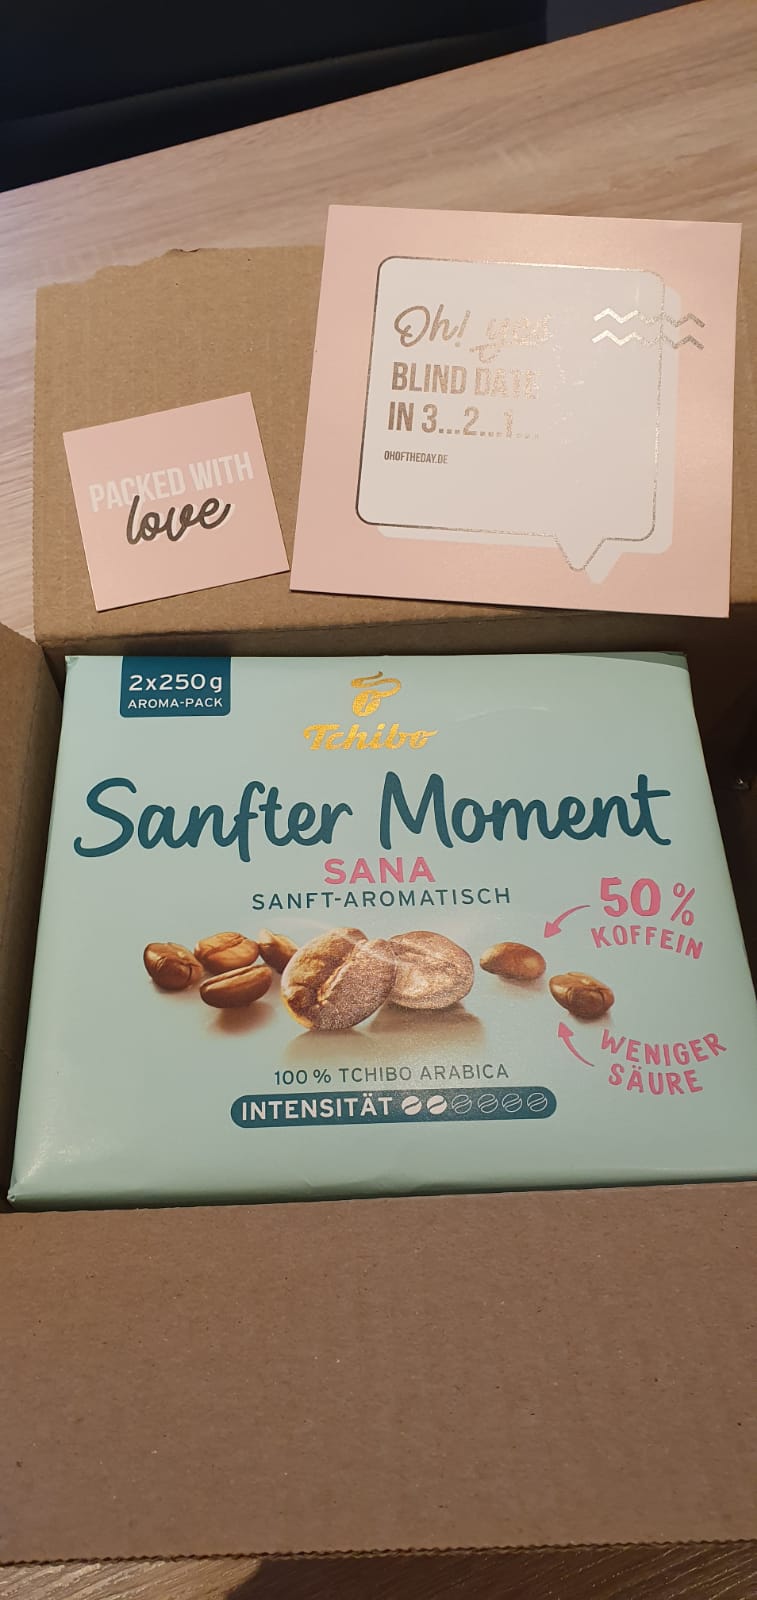 Oh! yes
BLIND DATE
IN 3...2...1...
OHOFTHEDAY.DE
PACKED WITH
love
2x250g
AROMA-PACK
Tchibo
Sanfter Moment
SANA
SANFT-AROMATISCH
50%
KOFFEIN
WENIGER
SÄURE
100% TCHIBO ARABICA
INTENSITÄT